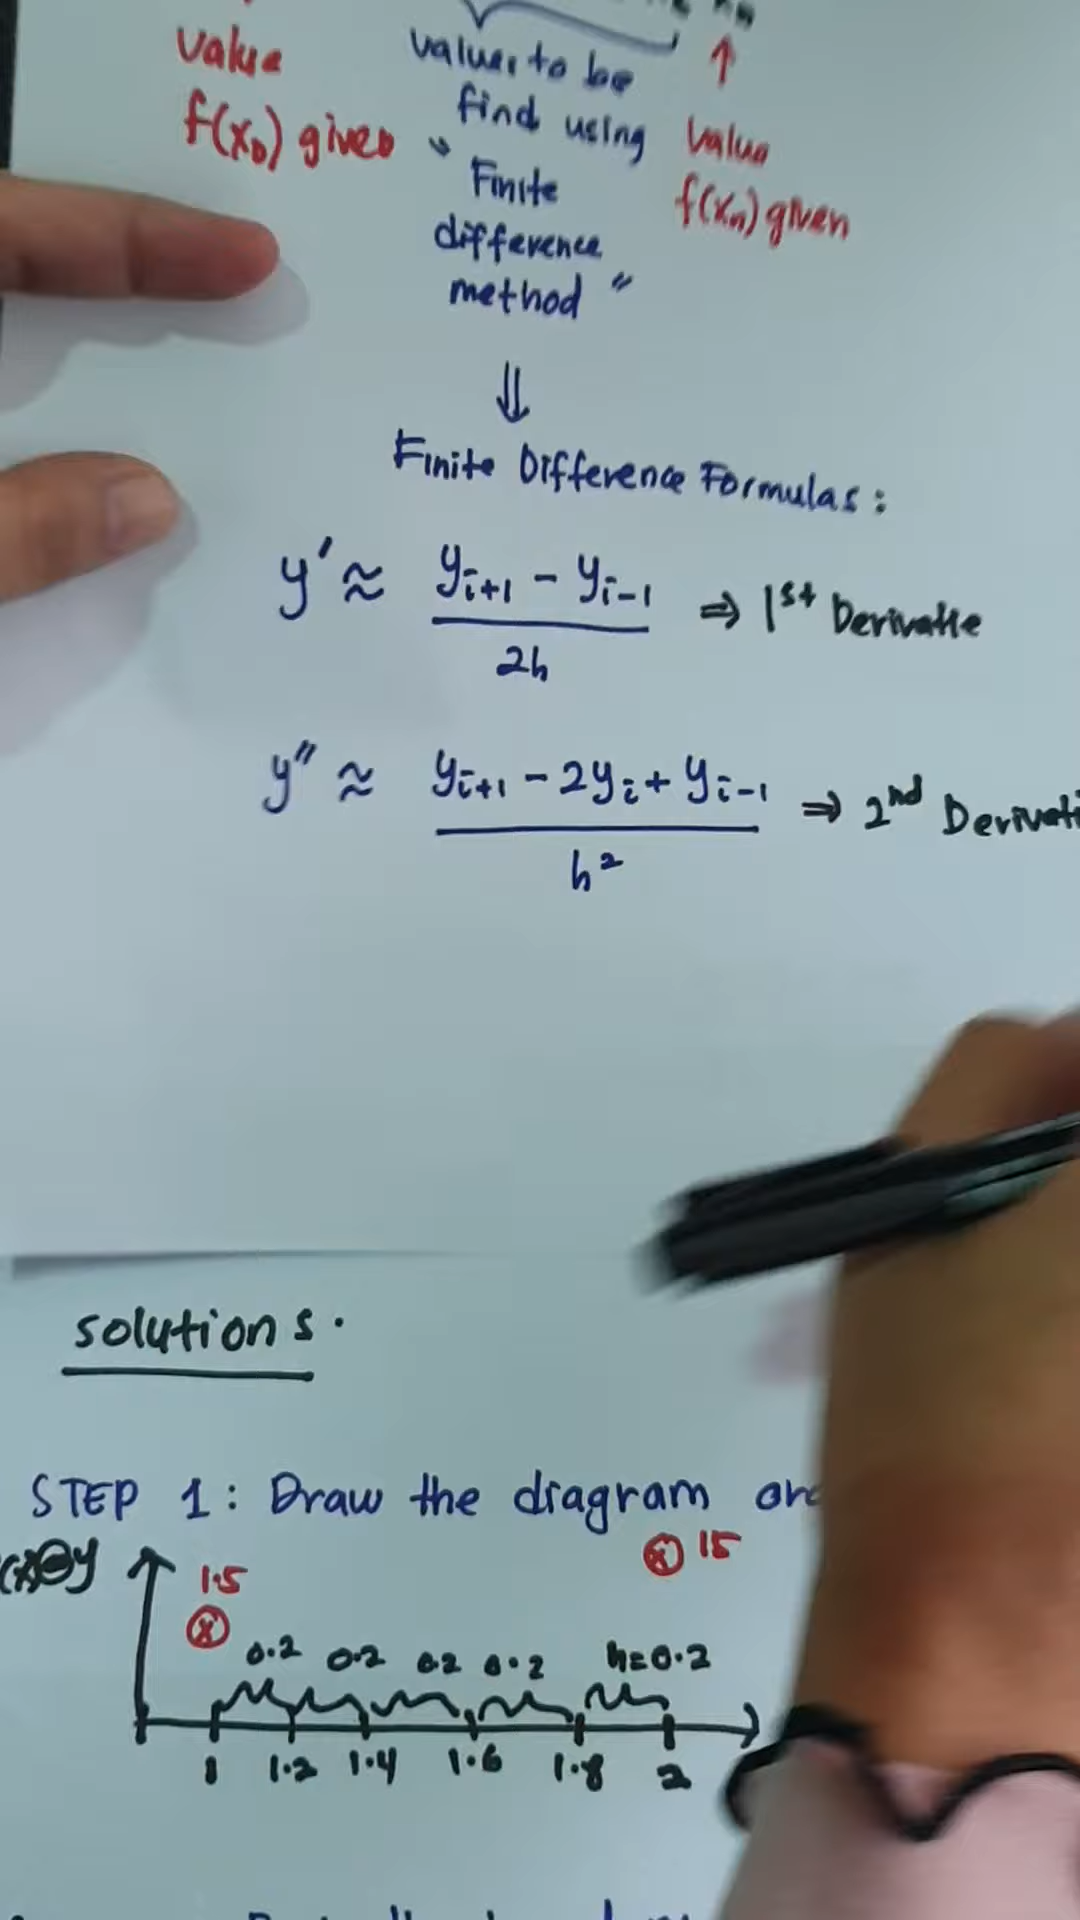 value
f(x₀) given
values to be
find using
"Finite
difference
method"
value
f(xₙ) given
⇓
Finite Difference Formulas:
y' ≈ (yᵢ₊₁ - yᵢ₋₁) / 2h ⇒ 1st Derivative
y'' ≈ (yᵢ₊₁ - 2yᵢ + yᵢ₋₁) / h² ⇒ 2nd Derivati
solutions.
STEP 1: Draw the diagram
1.5
15
0.2 0.2 0.2 0.2 h=0.2
1 1.2 1.4 1.6 1.8 2